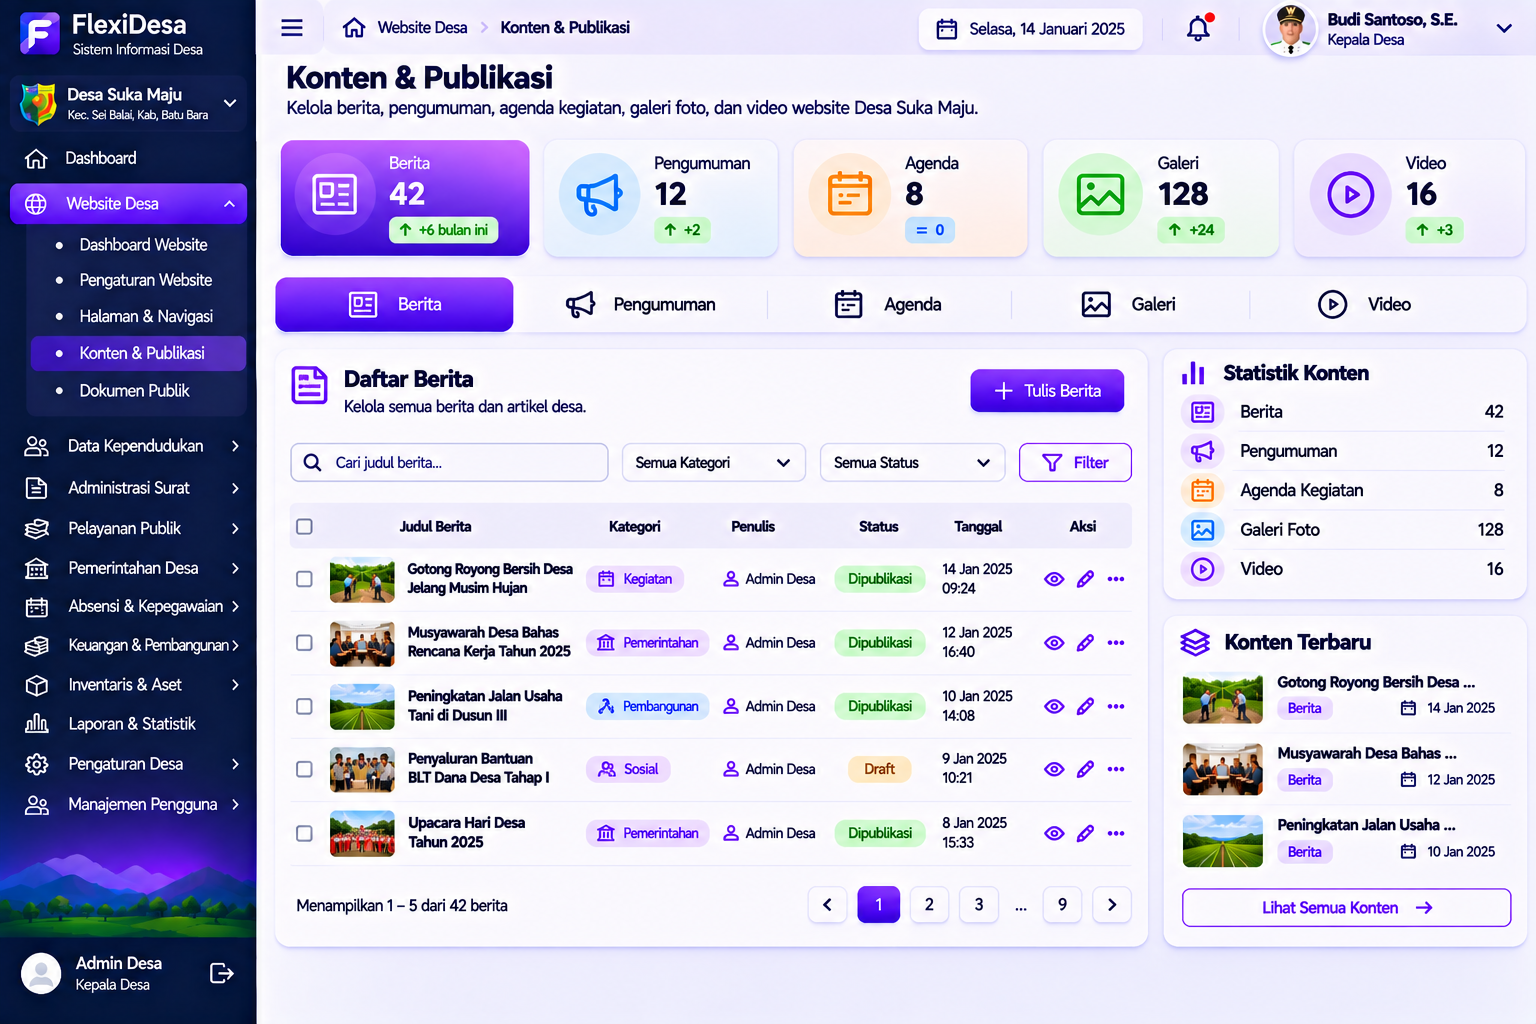 FlexiDesa
Sistem Informasi Desa
Desa Suka Maju
Kec. Sei Balai, Kab, Batu Bara
Dashboard
Website Desa
Dashboard Website
Pengaturan Website
Halaman & Navigasi
Konten & Publikasi
Dokumen Publik
Data Kependudukan
Administrasi Surat
Pelayanan Publik
Pemerintahan Desa
Absensi & Kepegawaian
Keuangan & Pembangunan
Inventaris & Aset
Laporan & Statistik
Pengaturan Desa
Manajemen Pengguna
Admin Desa
Kepala Desa
Website Desa > Konten & Publikasi
Selasa, 14 Januari 2025
Budi Santoso, S.E.
Kepala Desa
Konten & Publikasi
Kelola berita, pengumuman, agenda kegiatan, galeri foto, dan video website Desa Suka Maju.
Berita
42
↑ +6 bulan ini
Pengumuman
12
↑ +2
Agenda
8
= 0
Galeri
128
↑ +24
Video
16
↑ +3
Berita Pengumuman Agenda Galeri Video
Daftar Berita
Kelola semua berita dan artikel desa.
+ Tulis Berita
Cari judul berita... Semua Kategori Semua Status Filter
Judul Berita Kategori Penulis Status Tanggal Aksi
Gotong Royong Bersih Desa
Jelang Musim Hujan
Kegiatan Admin Desa Dipublikasi
14 Jan 2025
09:24
Musyawarah Desa Bahas
Rencana Kerja Tahun 2025
Pemerintahan Admin Desa Dipublikasi
12 Jan 2025
16:40
Peningkatan Jalan Usaha
Tani di Dusun III
Pembangunan Admin Desa Dipublikasi
10 Jan 2025
14:08
Penyaluran Bantuan
BLT Dana Desa Tahap I
Sosial Admin Desa Draft
9 Jan 2025
10:21
Upacara Hari Desa
Tahun 2025
Pemerintahan Admin Desa Dipublikasi
8 Jan 2025
15:33
Menampilkan 1 – 5 dari 42 berita
< 1 2 3 ... 9 >
Statistik Konten
Berita 42
Pengumuman 12
Agenda Kegiatan 8
Galeri Foto 128
Video 16
Konten Terbaru
Gotong Royong Bersih Desa ...
Berita 14 Jan 2025
Musyawarah Desa Bahas ...
Berita 12 Jan 2025
Peningkatan Jalan Usaha ...
Berita 10 Jan 2025
Lihat Semua Konten →